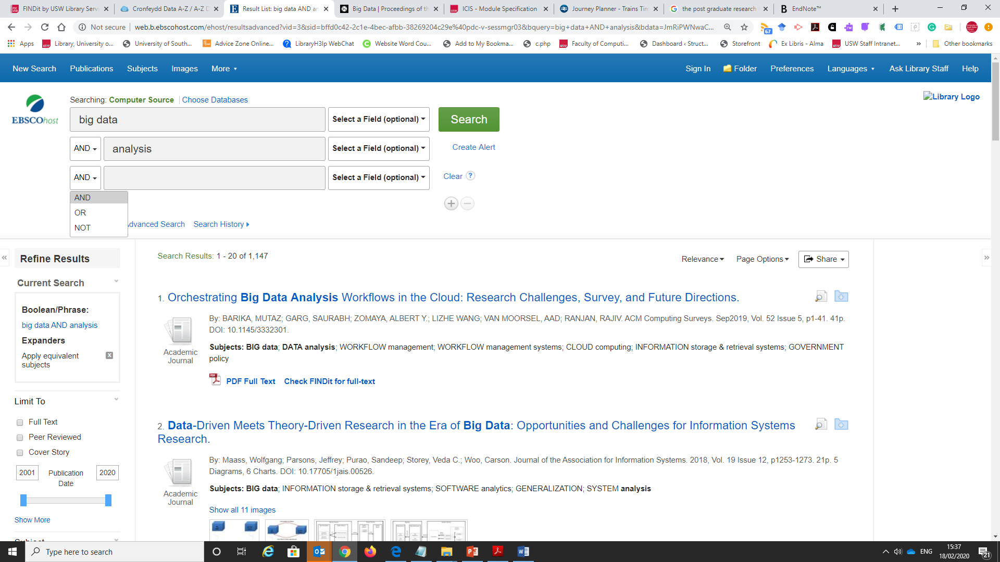 FINDit by USW Library Serv
Cronfeydd Data A-Z / A-Z D
Result List: big data AND an
Big Data | Proceedings of th
ICIS - Module Specification
Journey Planner - Trains Tim
the post graduate research
EndNote™
Not secure | web.b.ebscohost.com/ehost/resultsadvanced?vid=3&sid=bffd0c42-2c1e-4bec-afbb-38269204c29e%40pdc-v-sessmgr03&bquery=big+data+AND+analysis&bdata=JmRiPWNwaC...
67
Apps Library, University o... University of South... Advice Zone Online... LibraryH3lp WebChat Website Word Cou... Add to My Bookma... c.php Faculty of Computi... Dashboard ‹ Struct... Storefront Ex Libris - Alma USW Staff Intranet... » Other bookmarks
New Search Publications Subjects Images More Sign In Folder Preferences Languages Ask Library Staff Help
Searching: Computer Source | Choose Databases
Library Logo
EBSCOhost
big data Select a Field (optional) Search
AND analysis Select a Field (optional) Create Alert
AND Select a Field (optional) Clear ?
AND
OR
NOT
dvanced Search Search History
Refine Results
Search Results: 1 - 20 of 1,147
Relevance Page Options Share
Current Search
Boolean/Phrase:
big data AND analysis
Expanders
Apply equivalent
subjects
Limit To
Full Text
Peer Reviewed
Cover Story
2001 Publication Date 2020
Show More
Subject
1. Orchestrating Big Data Analysis Workflows in the Cloud: Research Challenges, Survey, and Future Directions.
By: BARIKA, MUTAZ; GARG, SAURABH; ZOMAYA, ALBERT Y.; LIZHE WANG; VAN MOORSEL, AAD; RANJAN, RAJIV. ACM Computing Surveys. Sep2019, Vol. 52 Issue 5, p1-41. 41p.
DOI: 10.1145/3332301.
Academic
Journal
Subjects: BIG data; DATA analysis; WORKFLOW management; WORKFLOW management systems; CLOUD computing; INFORMATION storage & retrieval systems; GOVERNMENT
policy
PDF Full Text Check FINDit for full-text
2. Data-Driven Meets Theory-Driven Research in the Era of Big Data: Opportunities and Challenges for Information Systems
Research.
By: Maass, Wolfgang; Parsons, Jeffrey; Purao, Sandeep; Storey, Veda C.; Woo, Carson. Journal of the Association for Information Systems. 2018, Vol. 19 Issue 12, p1253-1273. 21p. 5
Diagrams, 6 Charts. DOI: 10.17705/1jais.00526.
Academic
Journal
Subjects: BIG data; INFORMATION storage & retrieval systems; SOFTWARE analytics; GENERALIZATION; SYSTEM analysis
Show all 11 images
Type here to search
ENG
15:37
18/02/2020
21